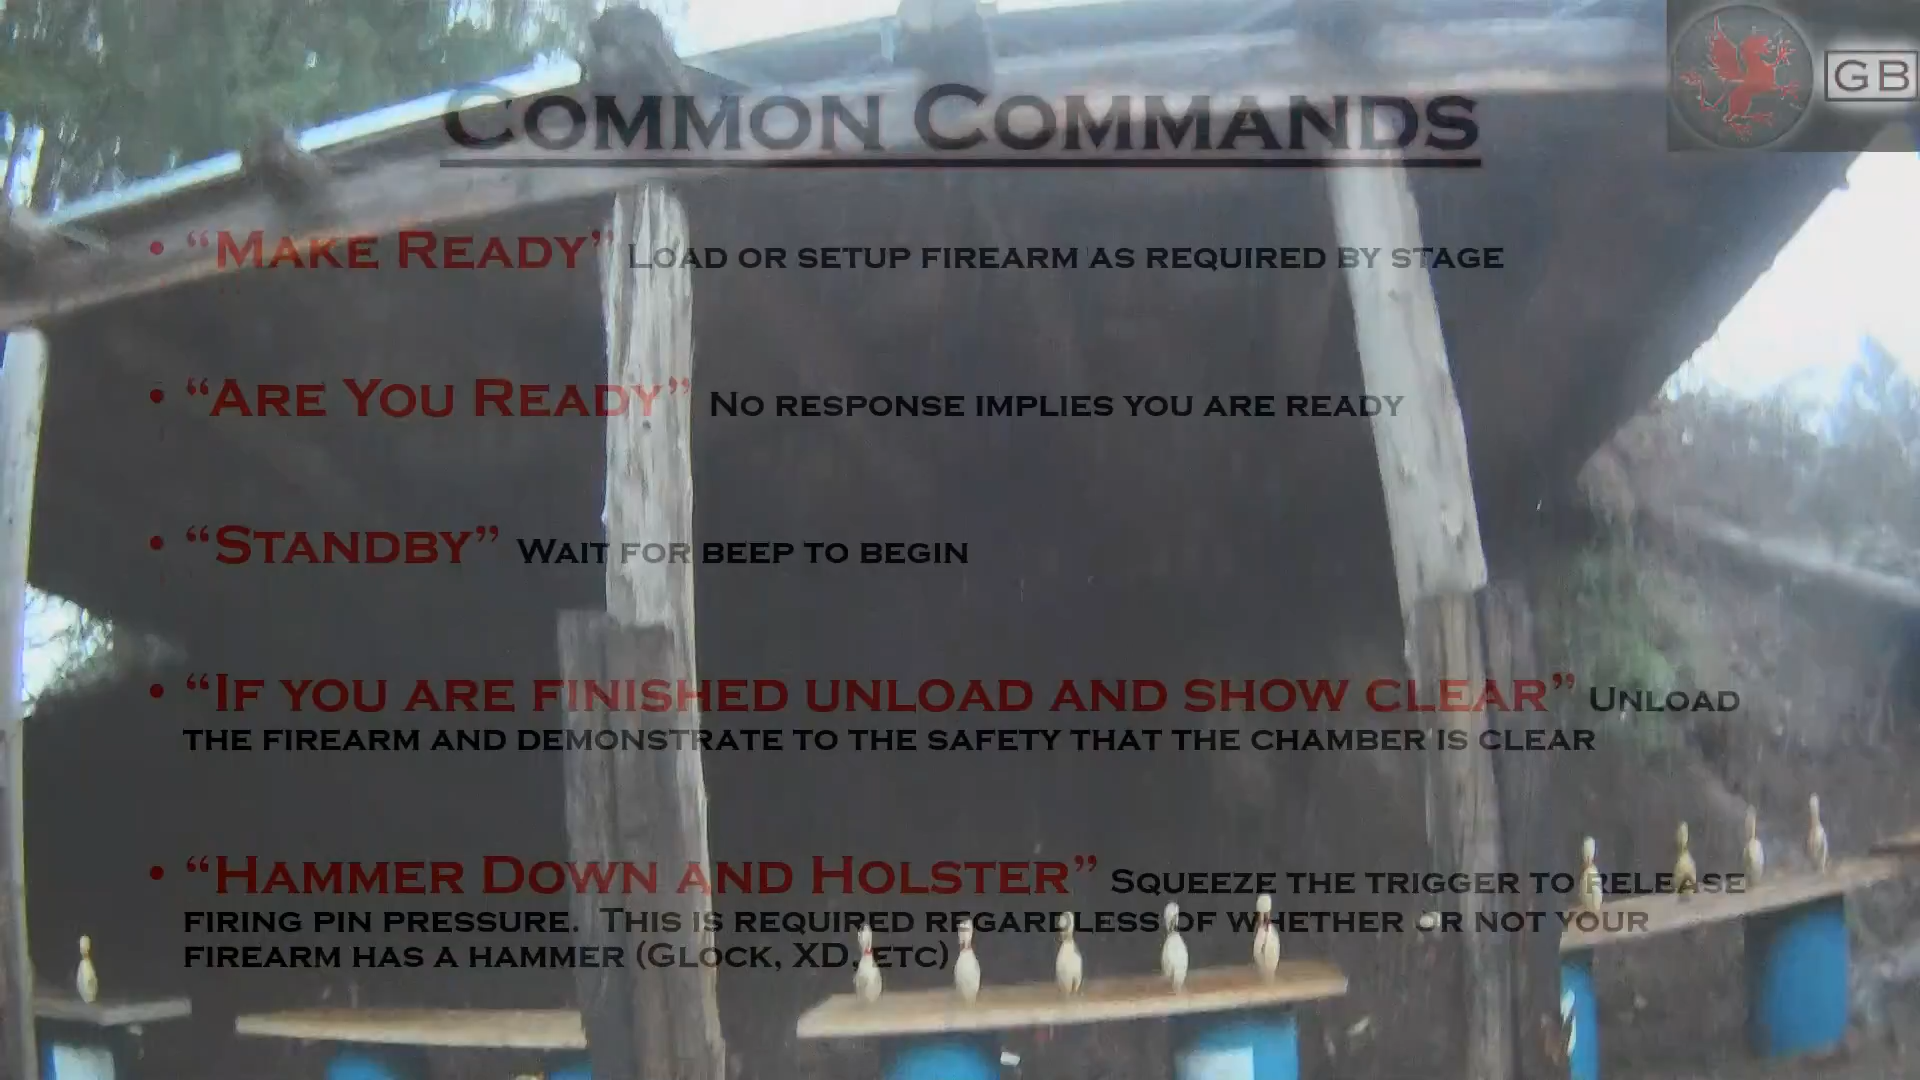 GB
Common Commands
• “Make Ready” Load or setup firearm as required by stage
• “Are You Ready” No response implies you are ready
• “Standby” Wait for beep to begin
• “If you are finished unload and show clear” Unload
the firearm and demonstrate to the safety that the chamber is clear
• “Hammer Down and Holster” Squeeze the trigger to release
firing pin pressure. This is required regardless of whether or not your
firearm has a hammer (Glock, XD, etc)